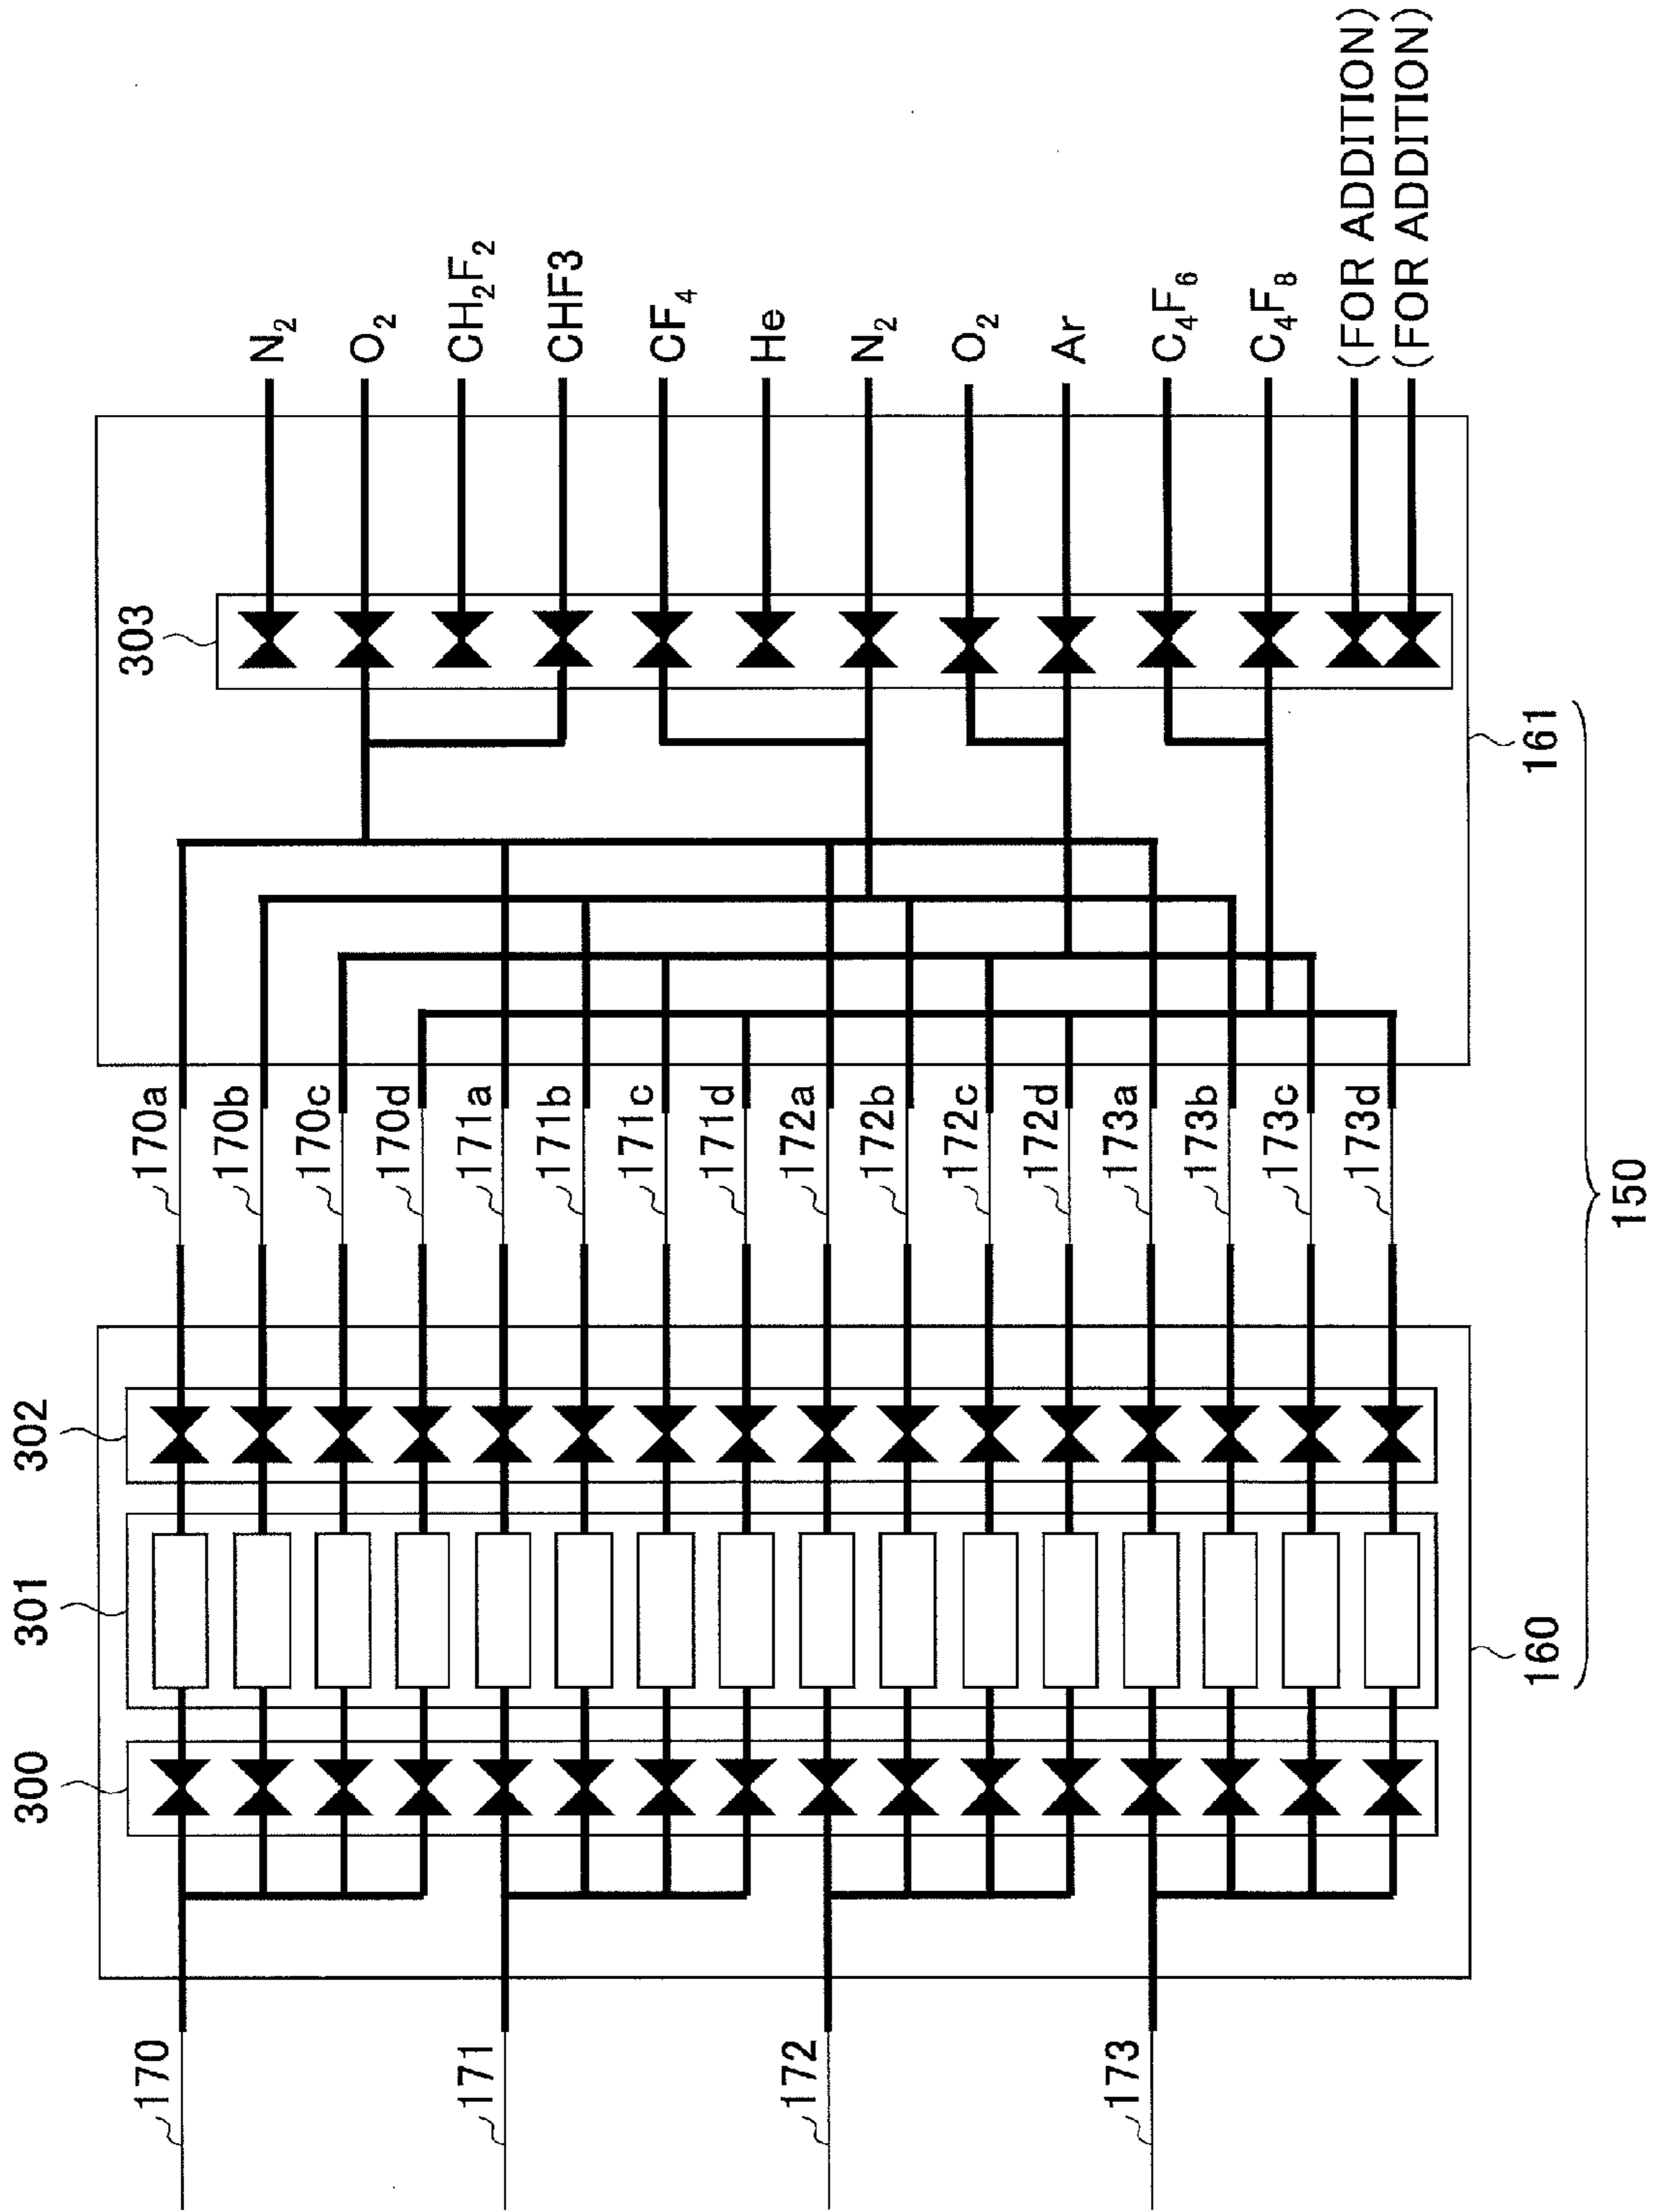 N₂
O₂
CH₂F₂
CHF3
CF₄
He
N₂
O₂
Ar
C₄F₆
C₄F₈
(FOR ADDITION)
(FOR ADDITION)
303
161
170a
170b
170c
170d
171a
171b
171c
171d
172a
172b
172c
172d
173a
173b
173c
173d
150
302
301
300
160
170
171
172
173